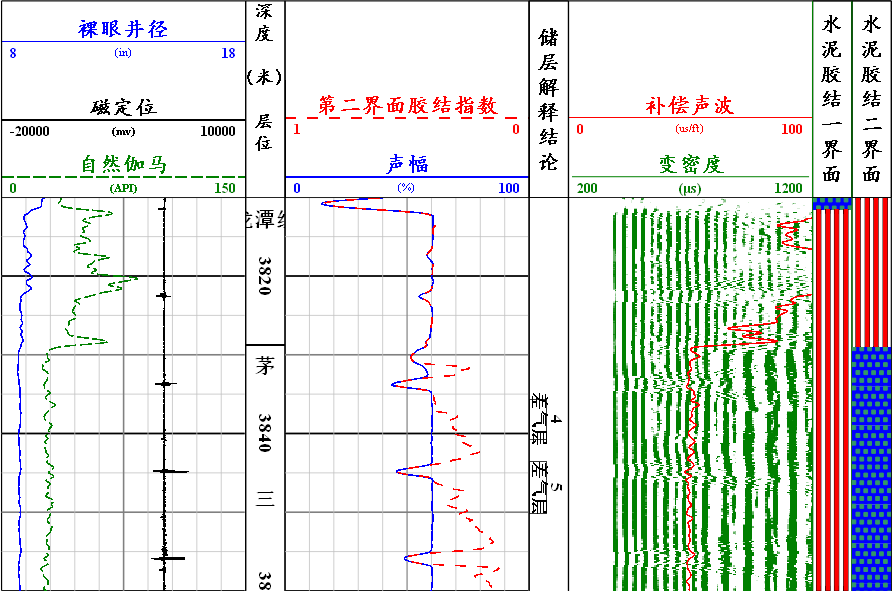 裸眼井径
8 (in) 18
磁定位
-20000 (mv) 10000
自然伽马
0 (API) 150
深度
(米)
层位
第二界面胶结指数
1 0
声幅
0 (%) 100
储层解释结论
补偿声波
0 (us/ft) 100
变密度
200 (μs) 1200
水泥胶结一界面
水泥胶结二界面
龙潭组
3820
茅
3840
三
38
4
差气层
5
差气层